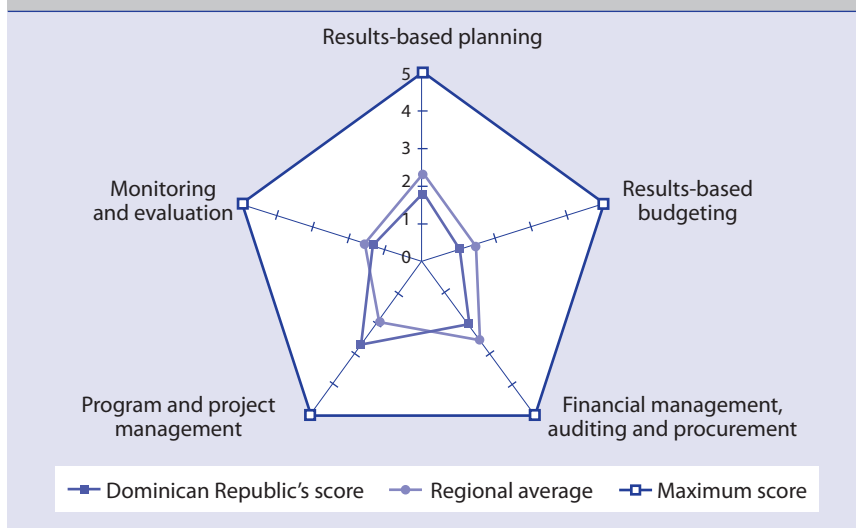 Results-based planning
5
4
3
2
1
0
Monitoring
and evaluation
Results-based
budgeting
Program and project
management
Financial management,
auditing and procurement
Dominican Republic’s score
Regional average
Maximum score